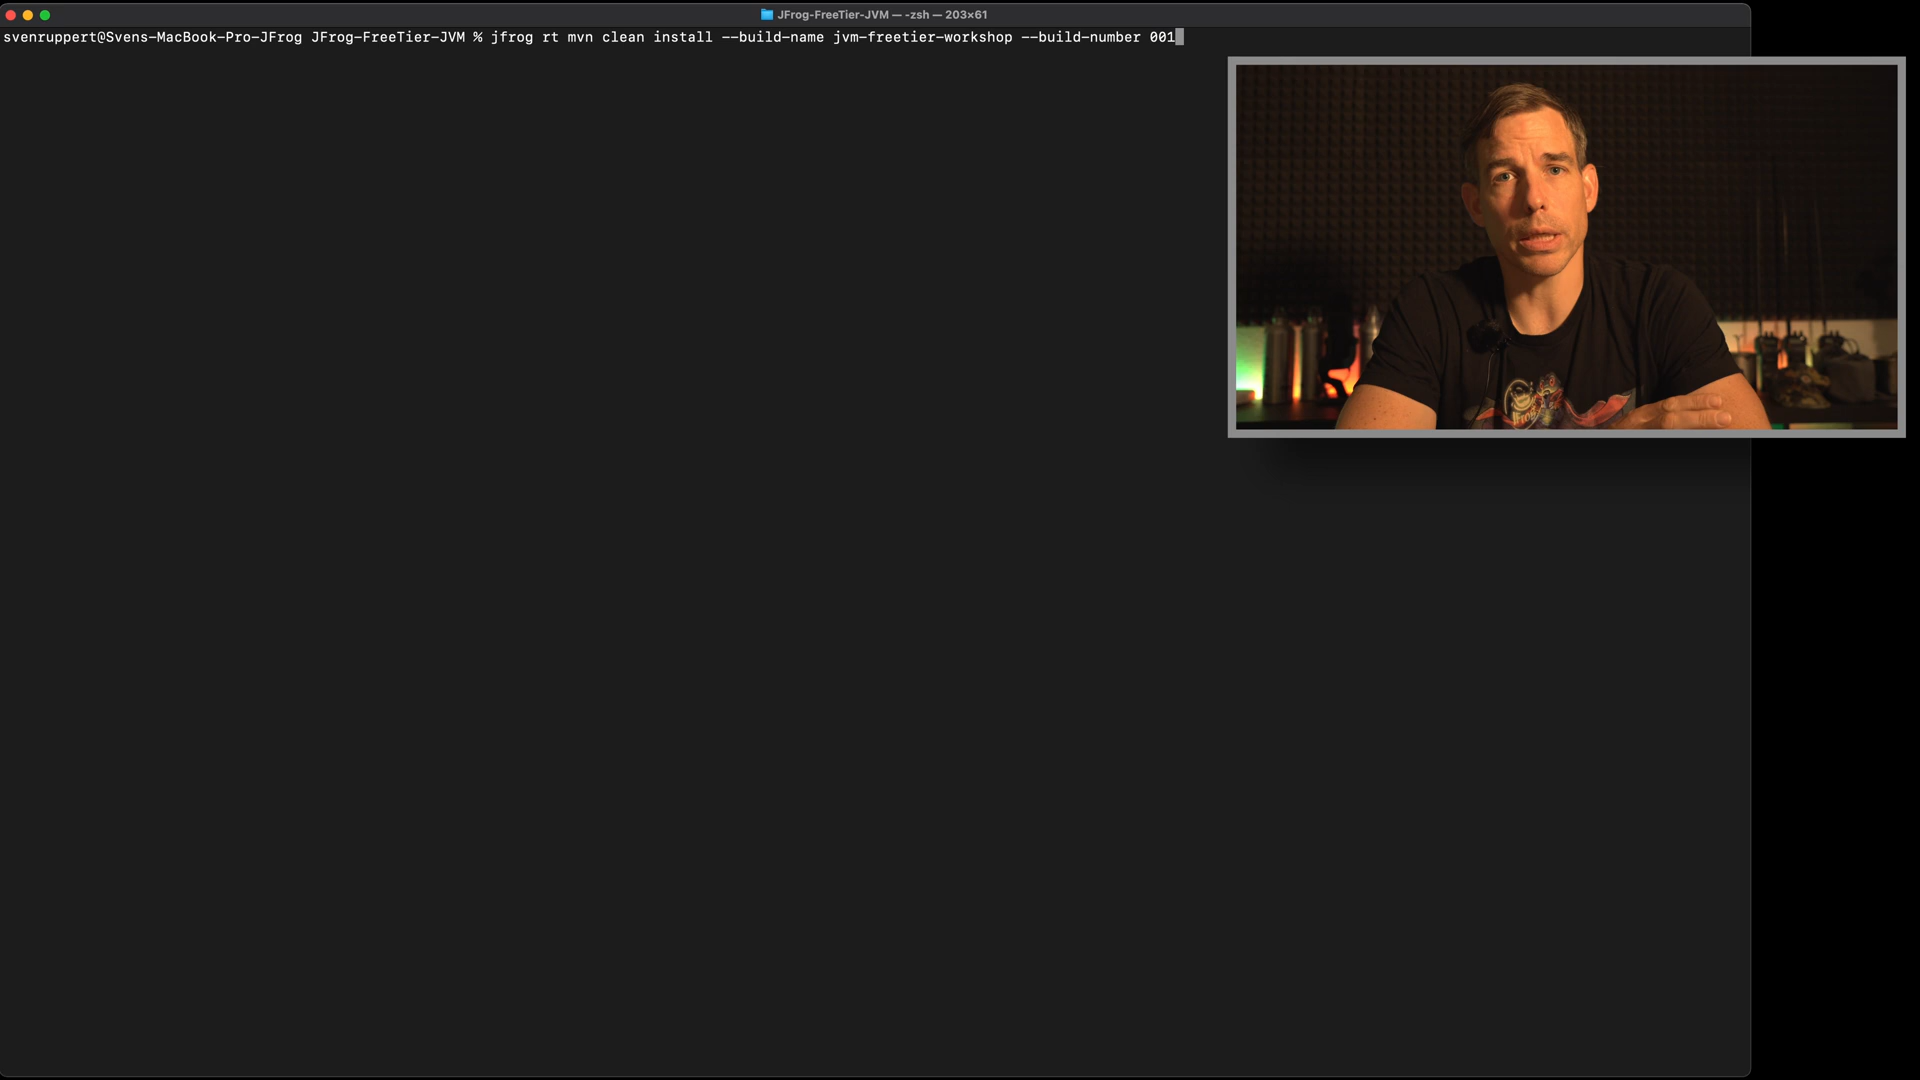 JFrog-FreeTier-JVM — -zsh — 203×61
svenruppert@Svens-MacBook-Pro-JFrog JFrog-FreeTier-JVM % jfrog rt mvn clean install --build-name jvm-freetier-workshop --build-number 001
JFrog